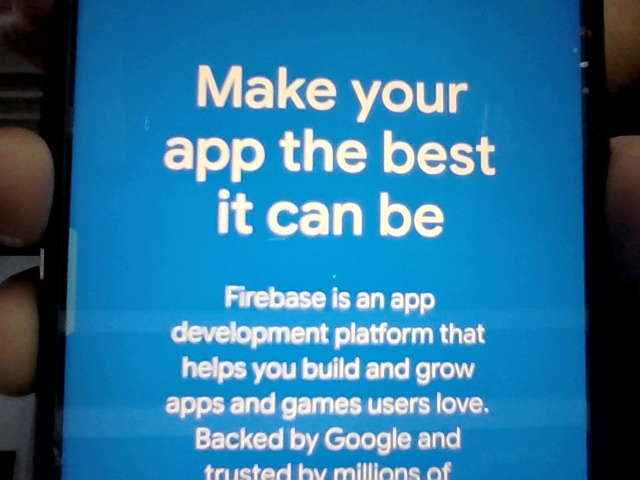 Make your
app the best
it can be
Firebase is an app
development platform that
helps you build and grow
apps and games users love.
Backed by Google and
trusted by millions of